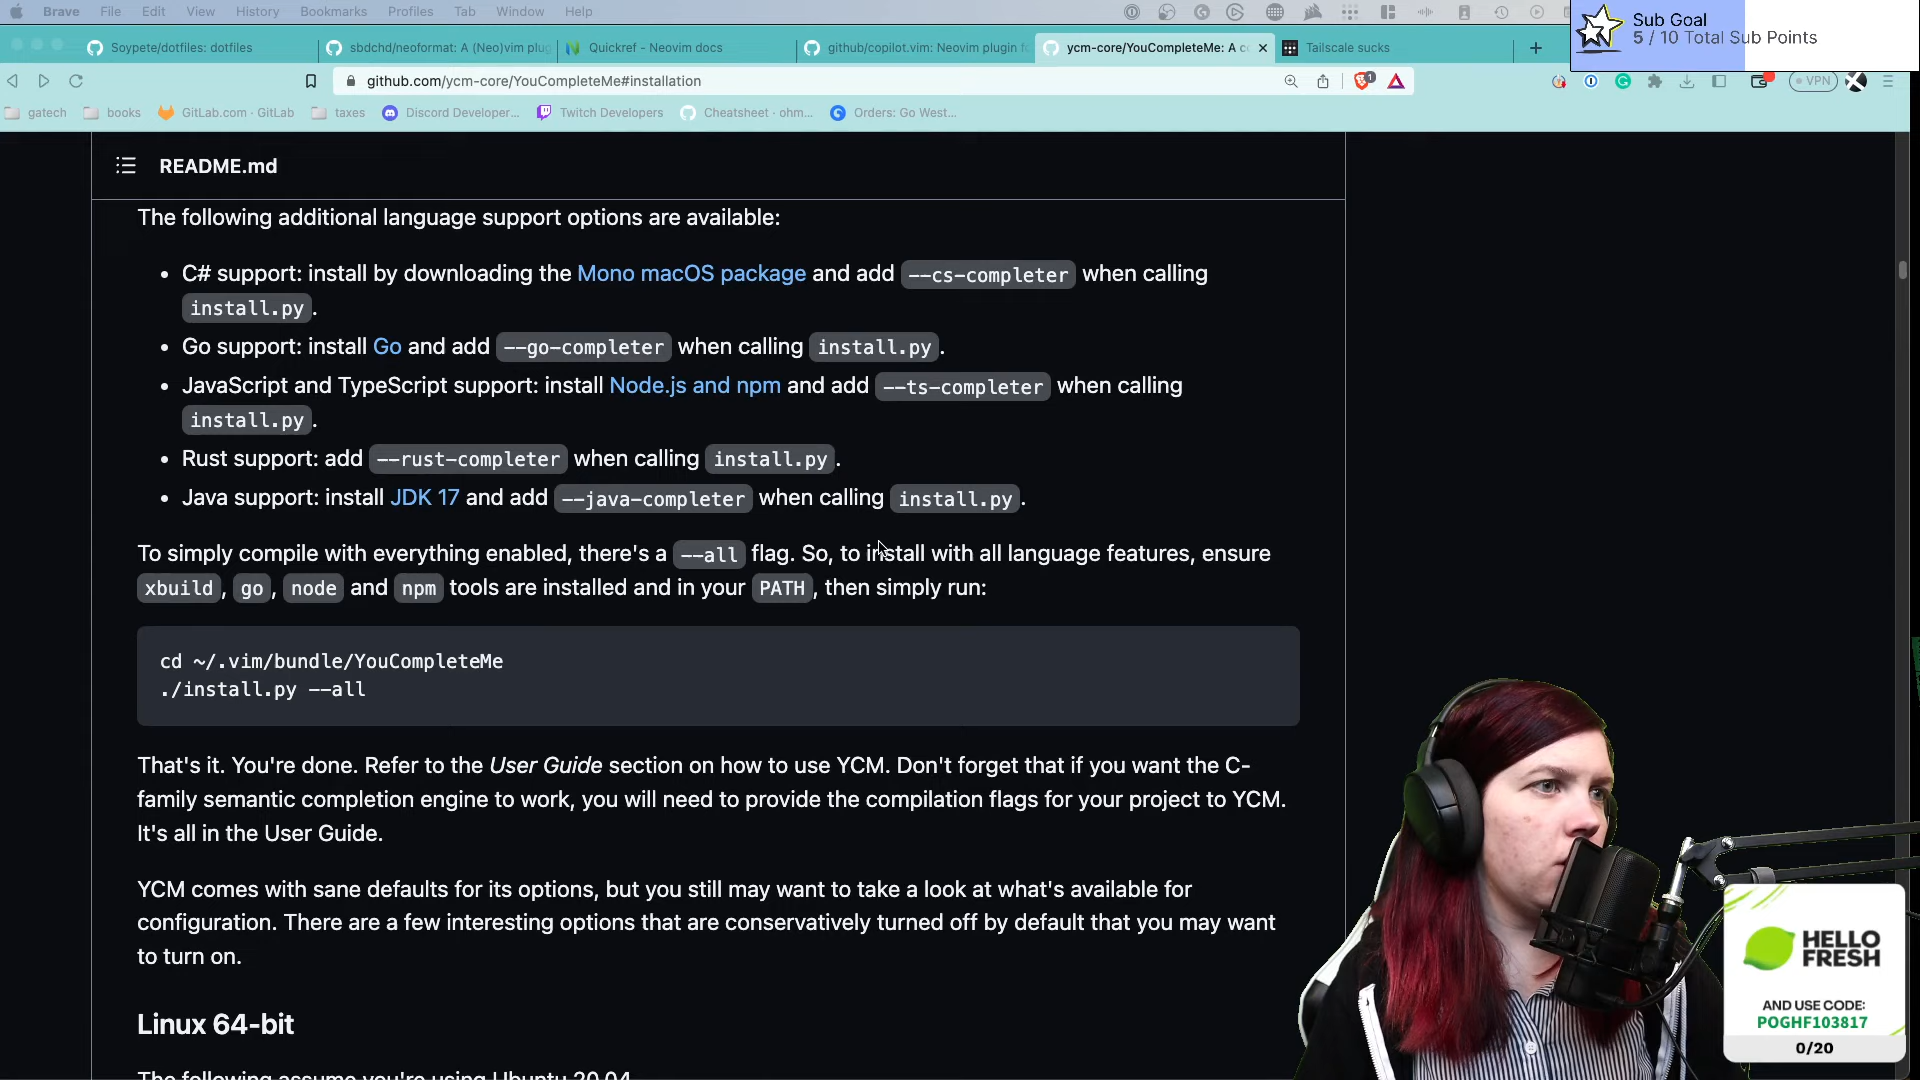 Brave File Edit View History Bookmarks Profiles Tab Window Help
Sub Goal
5 / 10 Total Sub Points
Soypete/dotfiles: dotfiles
sbdchd/neoformat: A (Neo)vim plug
Quickref - Neovim docs
github/copilot.vim: Neovim plugin f
ycm-core/YouCompleteMe: A c
Tailscale sucks
github.com/ycm-core/YouCompleteMe#installation
VPN
gatech books GitLab.com · GitLab taxes Discord Developer... Twitch Developers Cheatsheet · ohm... Orders: Go West...
README.md
The following additional language support options are available:
• C# support: install by downloading the Mono macOS package and add --cs-completer when calling
install.py.
• Go support: install Go and add --go-completer when calling install.py.
• JavaScript and TypeScript support: install Node.js and npm and add --ts-completer when calling
install.py.
• Rust support: add --rust-completer when calling install.py.
• Java support: install JDK 17 and add --java-completer when calling install.py.
To simply compile with everything enabled, there's a --all flag. So, to install with all language features, ensure
xbuild, go, node and npm tools are installed and in your PATH, then simply run:
cd ~/.vim/bundle/YouCompleteMe
./install.py --all
That's it. You're done. Refer to the User Guide section on how to use YCM. Don't forget that if you want the C-
family semantic completion engine to work, you will need to provide the compilation flags for your project to YCM.
It's all in the User Guide.
YCM comes with sane defaults for its options, but you still may want to take a look at what's available for
configuration. There are a few interesting options that are conservatively turned off by default that you may want
to turn on.
Linux 64-bit
The following assume you're using Ubuntu 20.04
HELLO
FRESH
AND USE CODE:
POGHF103817
0/20